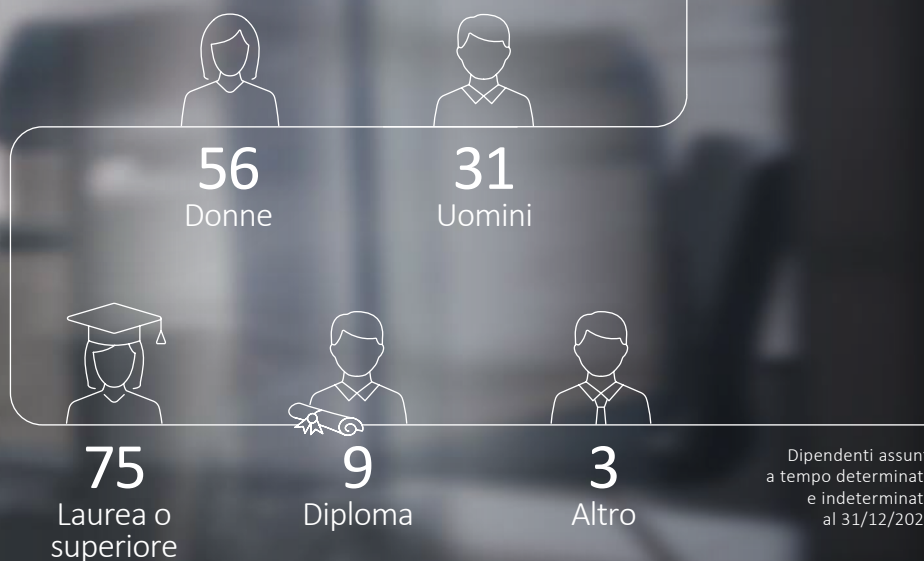 56
Donne
31
Uomini
75
Laurea o
superiore
9
Diploma
3
Altro
Dipendenti
a tempo
e
al